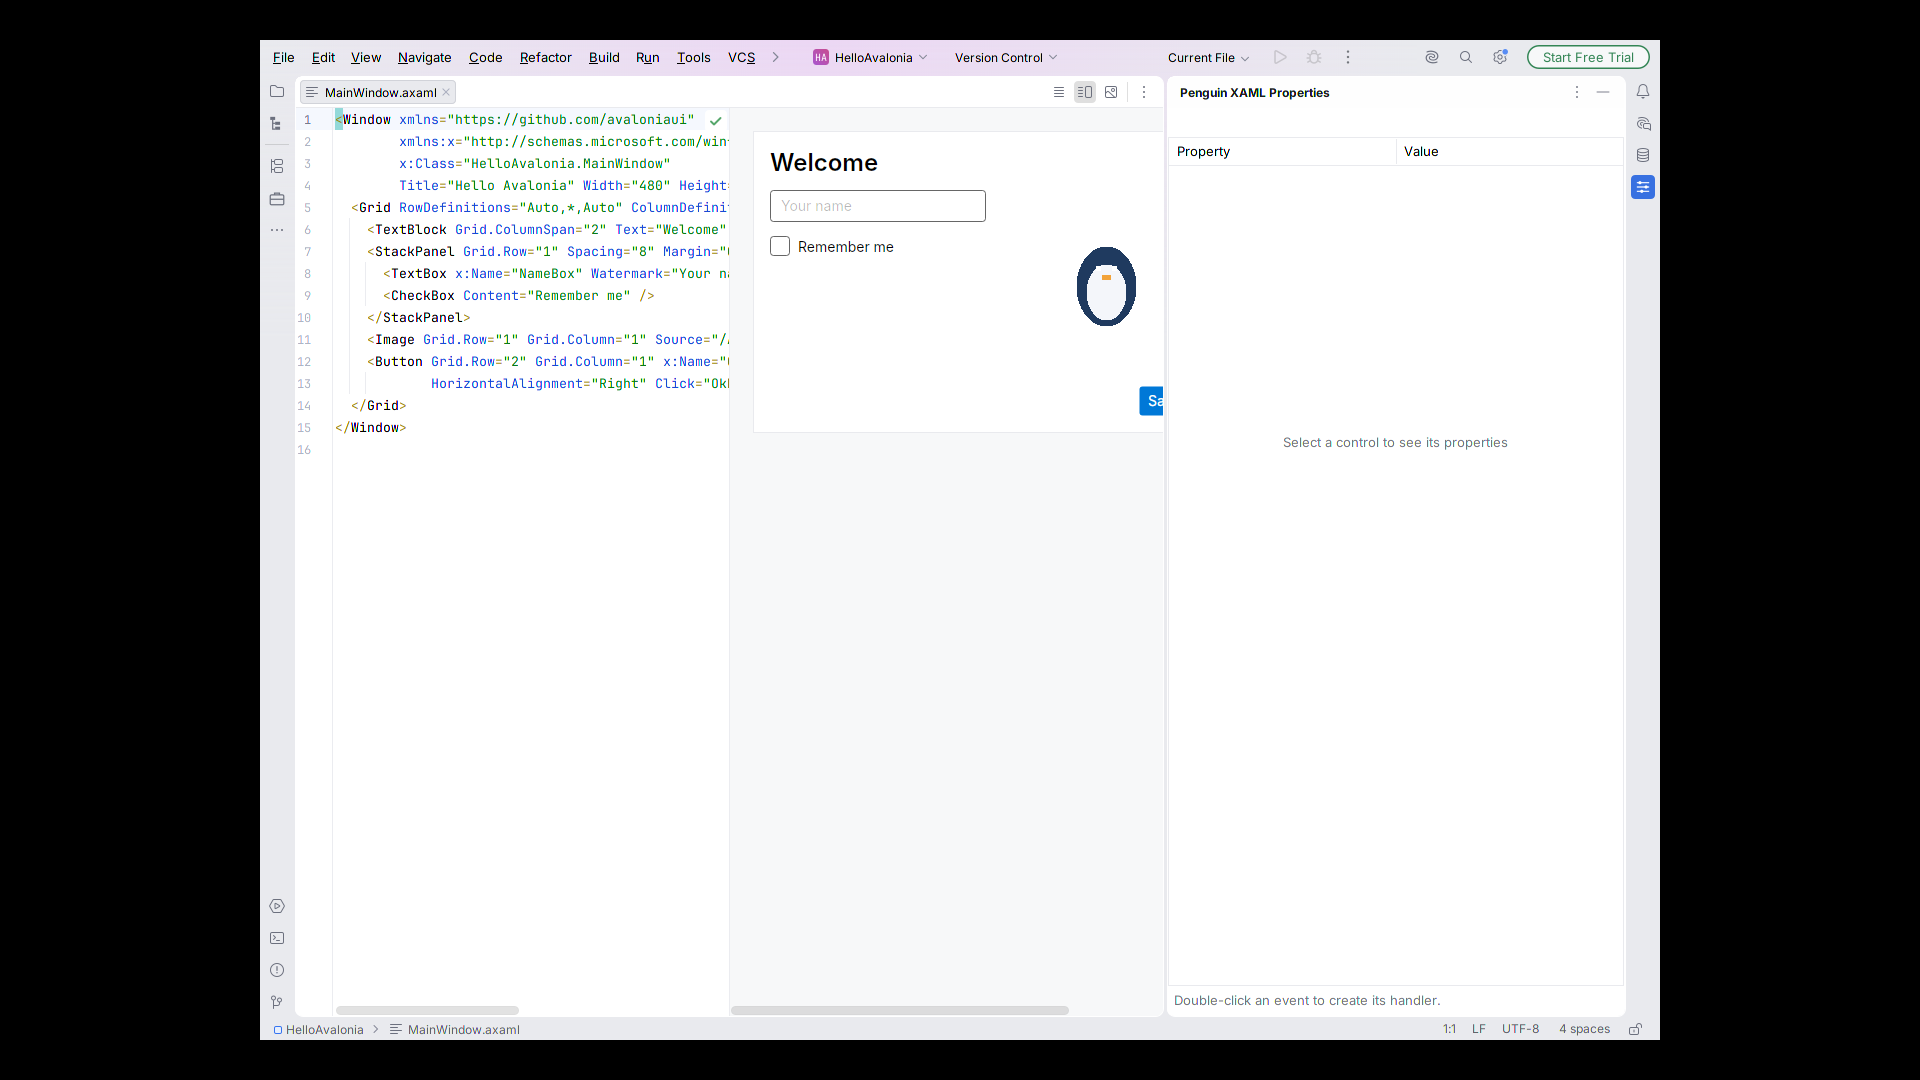 File Edit View Navigate Code Refactor Build Run Tools VCS HA HelloAvalonia Version Control Current File Start Free Trial
MainWindow.axaml
1 <Window xmlns="https://github.com/avaloniaui"
2 xmlns:x="http://schemas.microsoft.com/win
3 x:Class="HelloAvalonia.MainWindow"
4 Title="Hello Avalonia" Width="480" Height=
5 <Grid RowDefinitions="Auto,*,Auto" ColumnDefini
6 <TextBlock Grid.ColumnSpan="2" Text="Welcome"
7 <StackPanel Grid.Row="1" Spacing="8" Margin="
8 <TextBox x:Name="NameBox" Watermark="Your na
9 <CheckBox Content="Remember me" />
10 </StackPanel>
11 <Image Grid.Row="1" Grid.Column="1" Source="/
12 <Button Grid.Row="2" Grid.Column="1" x:Name="
13 HorizontalAlignment="Right" Click="Ok
14 </Grid>
15 </Window>
16
Welcome
Your name
Remember me
Sa
Penguin XAML Properties
Property Value
Select a control to see its properties
Double-click an event to create its handler.
HelloAvalonia MainWindow.axaml 1:1 LF UTF-8 4 spaces